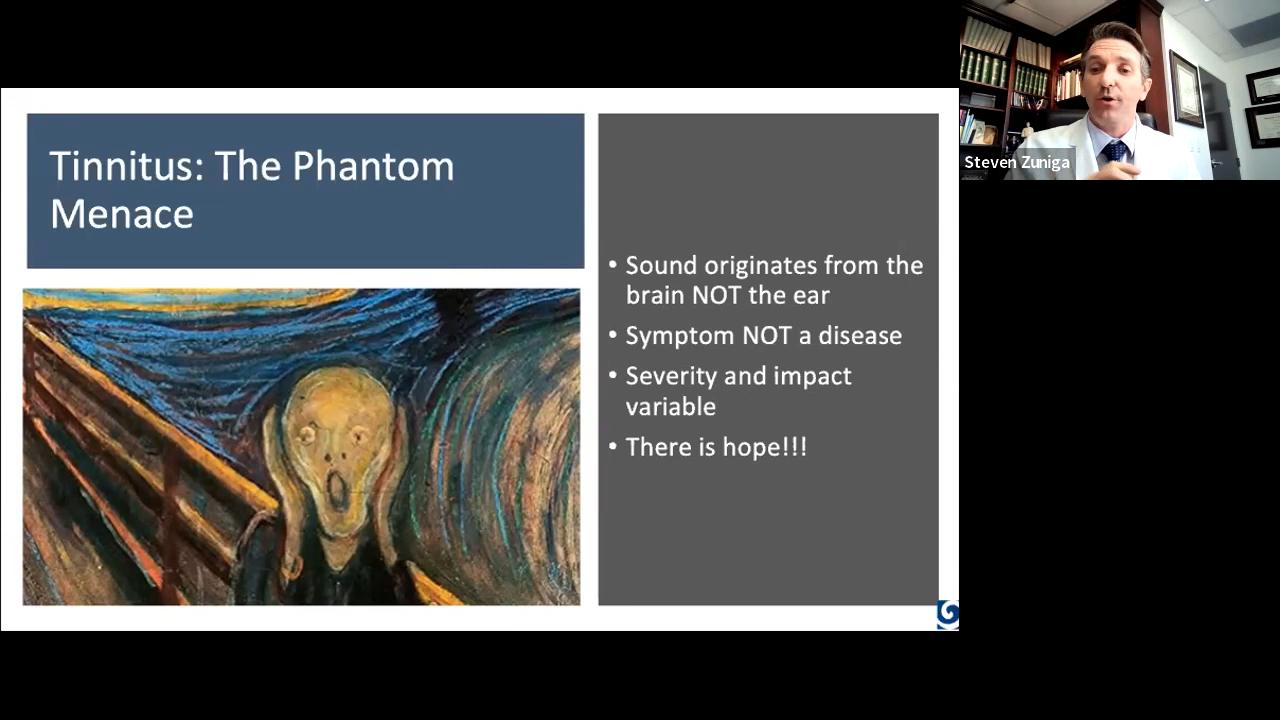 Tinnitus: The Phantom
Menace
• Sound originates from the
brain NOT the ear
• Symptom NOT a disease
• Severity and impact
variable
• There is hope!!!
Steven Zuniga